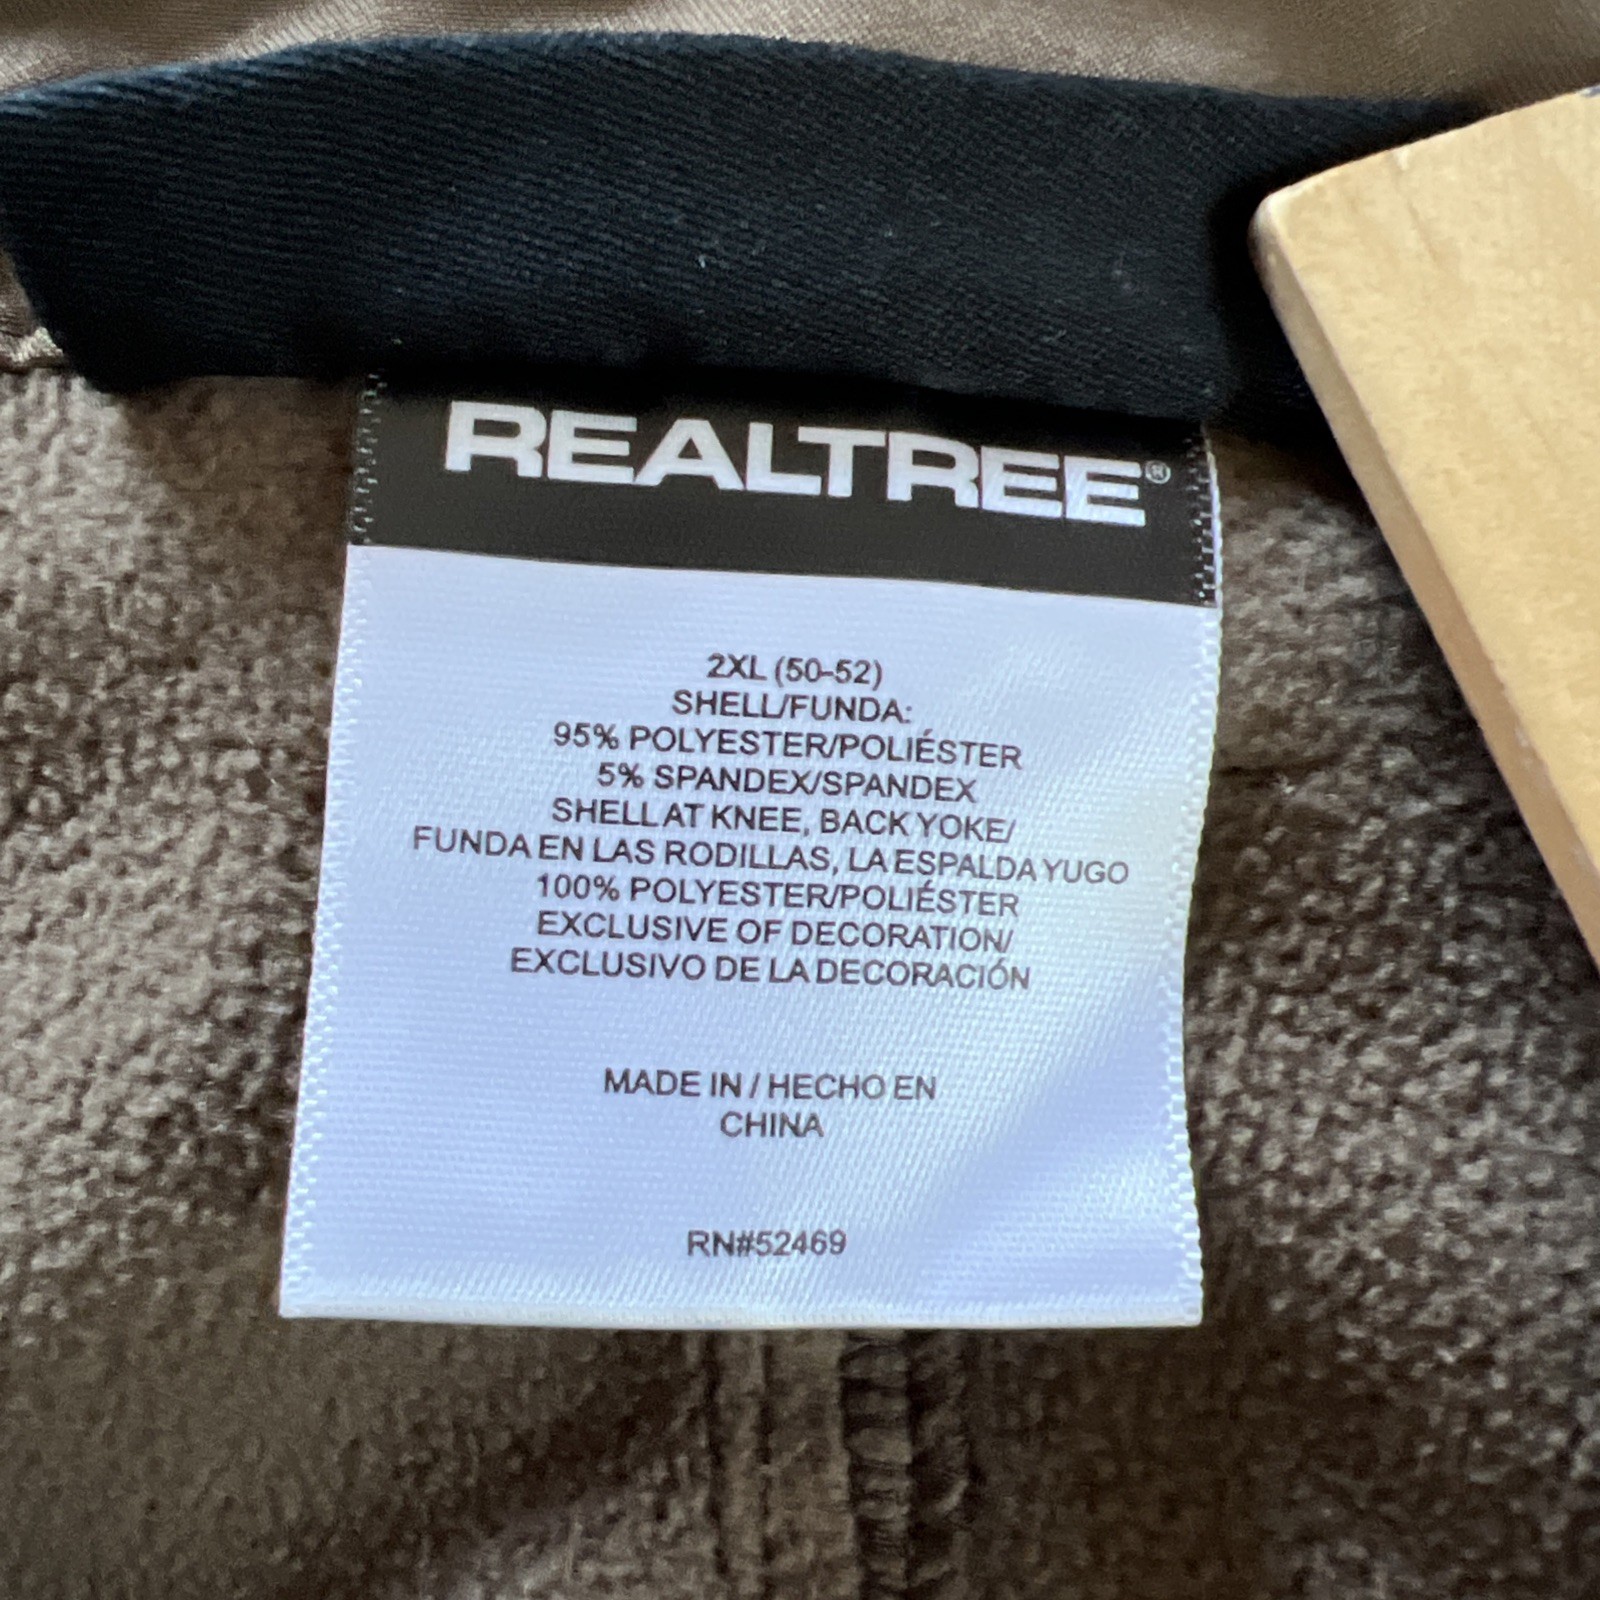 REALTREE®
2XL (50-52)
SHELL/FUNDA:
95% POLYESTER/POLIÉSTER
5% SPANDEX/SPANDEX
SHELL AT KNEE, BACK YOKE/
FUNDA EN LAS RODILLAS, LA ESPALDA YUGO
100% POLYESTER/POLIÉSTER
EXCLUSIVE OF DECORATION/
EXCLUSIVO DE LA DECORACIÓN
MADE IN / HECHO EN
CHINA
RN#52469